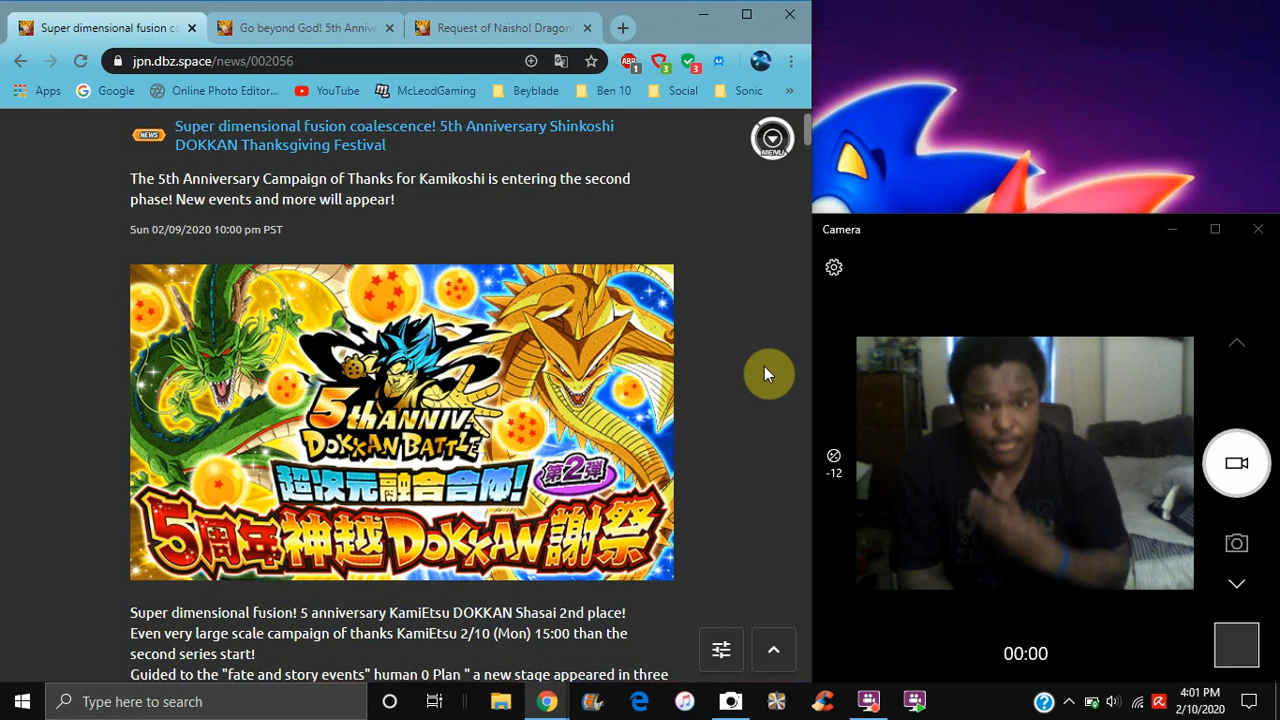 Super dimensional fusion co
Go beyond God! 5th Annive
Request of Naisho! Dragonl
jpn.dbz.space/news/002056
ABP
1
3
3
Apps
Google
Online Photo Editor...
YouTube
McLeodGaming
Beyblade
Ben 10
Social
Sonic
»
NEWS
Super dimensional fusion coalescence! 5th Anniversary Shinkoshi
DOKKAN Thanksgiving Festival
MENU
The 5th Anniversary Campaign of Thanks for Kamikoshi is entering the second
phase! New events and more will appear!
Sun 02/09/2020 10:00 pm PST
5thANNIV.
DOKKAN BATTLE
超次元融合合体!
第2弾
5周年神越DOKKAN謝祭
Super dimensional fusion! 5 anniversary KamiEtsu DOKKAN Shasai 2nd place!
Even very large scale campaign of thanks KamiEtsu 2/10 (Mon) 15:00 than the
second series start!
Guided to the "fate and story events" human 0 Plan " a new stage appeared in three
Camera
-12
00:00
Type here to search
4:01 PM
2/10/2020